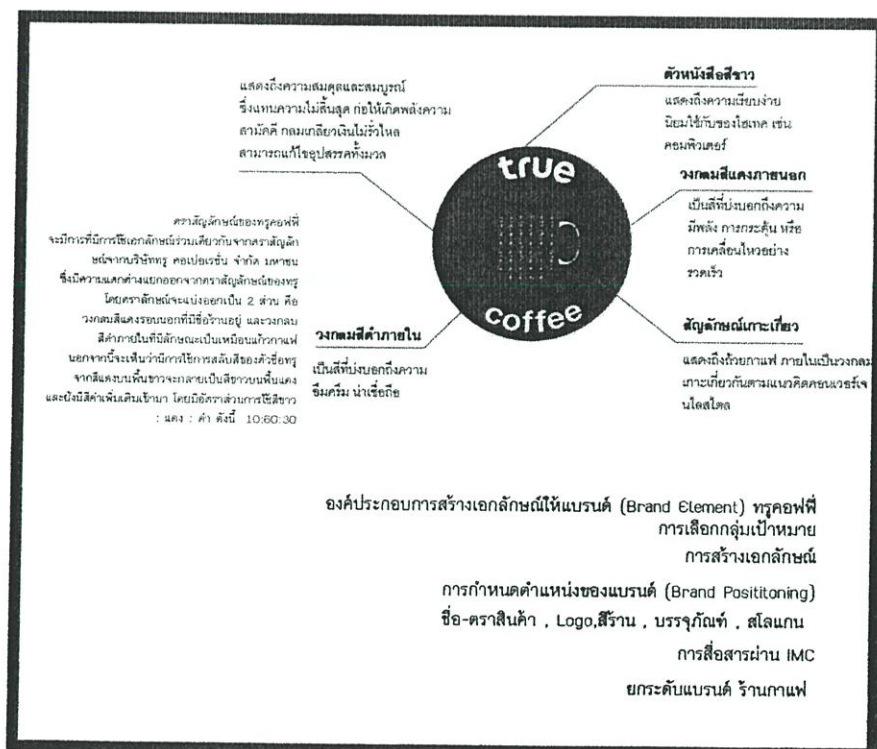 แสดงถึงความสมดุลและสมบูรณ์
ซึ่งแทนความไม่สิ้นสุด ก่อให้เกิดพลังความ
สามัคคี กลมเกลียวเงินไม่รั่วไหล
สามารถแก้ไขอุปสรรคทั้งมวล
ตัวหนังสือสีขาว
แสดงถึงความเรียบง่าย
นิยมใช้กับของไฮเทค เช่น
คอมพิวเตอร์
true
coffee
วงกลมสีแดงภายนอก
เป็นสีที่บ่งบอกถึงความ
มีพลัง การกระตุ้น หรือ
การเคลื่อนไหวอย่าง
รวดเร็ว
ตราสัญลักษณ์ของทรูคอฟฟี่
จะมีการที่มีการใช้เอกลักษณ์ร่วมเดียวกันจากตราสัญลัก
ษณ์จากบริษัททรู คอเปอเรชั่น จำกัด มหาชน
ซึ่งมีความแตกต่างแยกออกจากตราสัญลักษณ์ของทรู
โดยตราลักษณ์จะแบ่งออกเป็น 2 ส่วน คือ
วงกลมสีแดงรอบนอกที่มีชื่อร้านอยู่ และวงกลม
สีดำภายในที่มีลักษณะเป็นเหมือนแก้วกาแฟ
นอกจากนี้จะเห็นว่ามีการใช้การสลับสีของตัวชื่อทรู
จากสีแดงบนพื้นขาวจะกลายเป็นสีขาวบนพื้นแดง
และยังมีสีดำเพิ่มเติมเข้ามา โดยมีอัตราส่วนการใช้สีขาว
: แดง : ดำ ดังนี้ 10:60:30
วงกลมสีดำภายใน
เป็นสีที่บ่งบอกถึงความ
อึมครึม น่าเชื่อถือ
สัญลักษณ์เกาะเกี่ยว
แสดงถึงถ้วยกาแฟ ภายในเป็นวงกลม
เกาะเกี่ยวกันตามแนวคิดคอนเวอร์เจ
นไลสไตล
องค์ประกอบการสร้างเอกลักษณ์ให้แบรนด์ (Brand Element) ทรูคอฟฟี่
การเลือกกลุ่มเป้าหมาย
การสร้างเอกลักษณ์
การกำหนดตำแหน่งของแบรนด์ (Brand Posititoning)
ชื่อ-ตราสินค้า , Logo,สีร้าน , บรรจุภัณฑ์ , สโลแกน
การสื่อสารผ่าน IMC
ยกระดับแบรนด์ ร้านกาแฟ